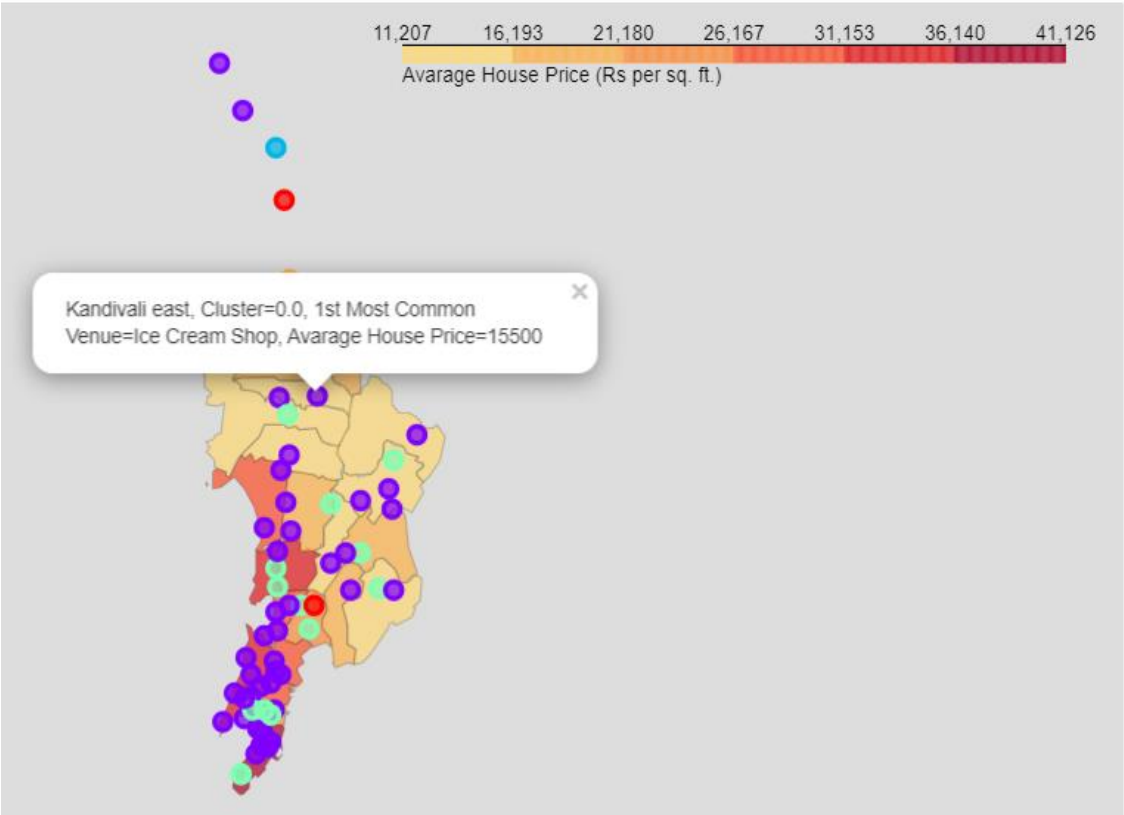 11,207 16,193 21,180 26,167 31,153 36,140 41,126
Avarage House Price (Rs per sq. ft.)
×
Kandivali east, Cluster=0.0, 1st Most Common
Venue=Ice Cream Shop, Avarage House Price=15500